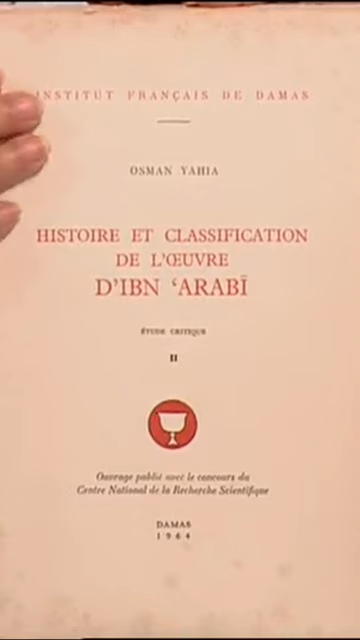 INSTITUT FRANÇAIS DE DAMAS
OSMAN YAHIA
HISTOIRE ET CLASSIFICATION
DE L'ŒUVRE
D'IBN ‘ARABĪ
ÉTUDE CRITIQUE
II
Ouvrage publié avec le concours du
Centre National de la Recherche Scientifique
DAMAS
1964